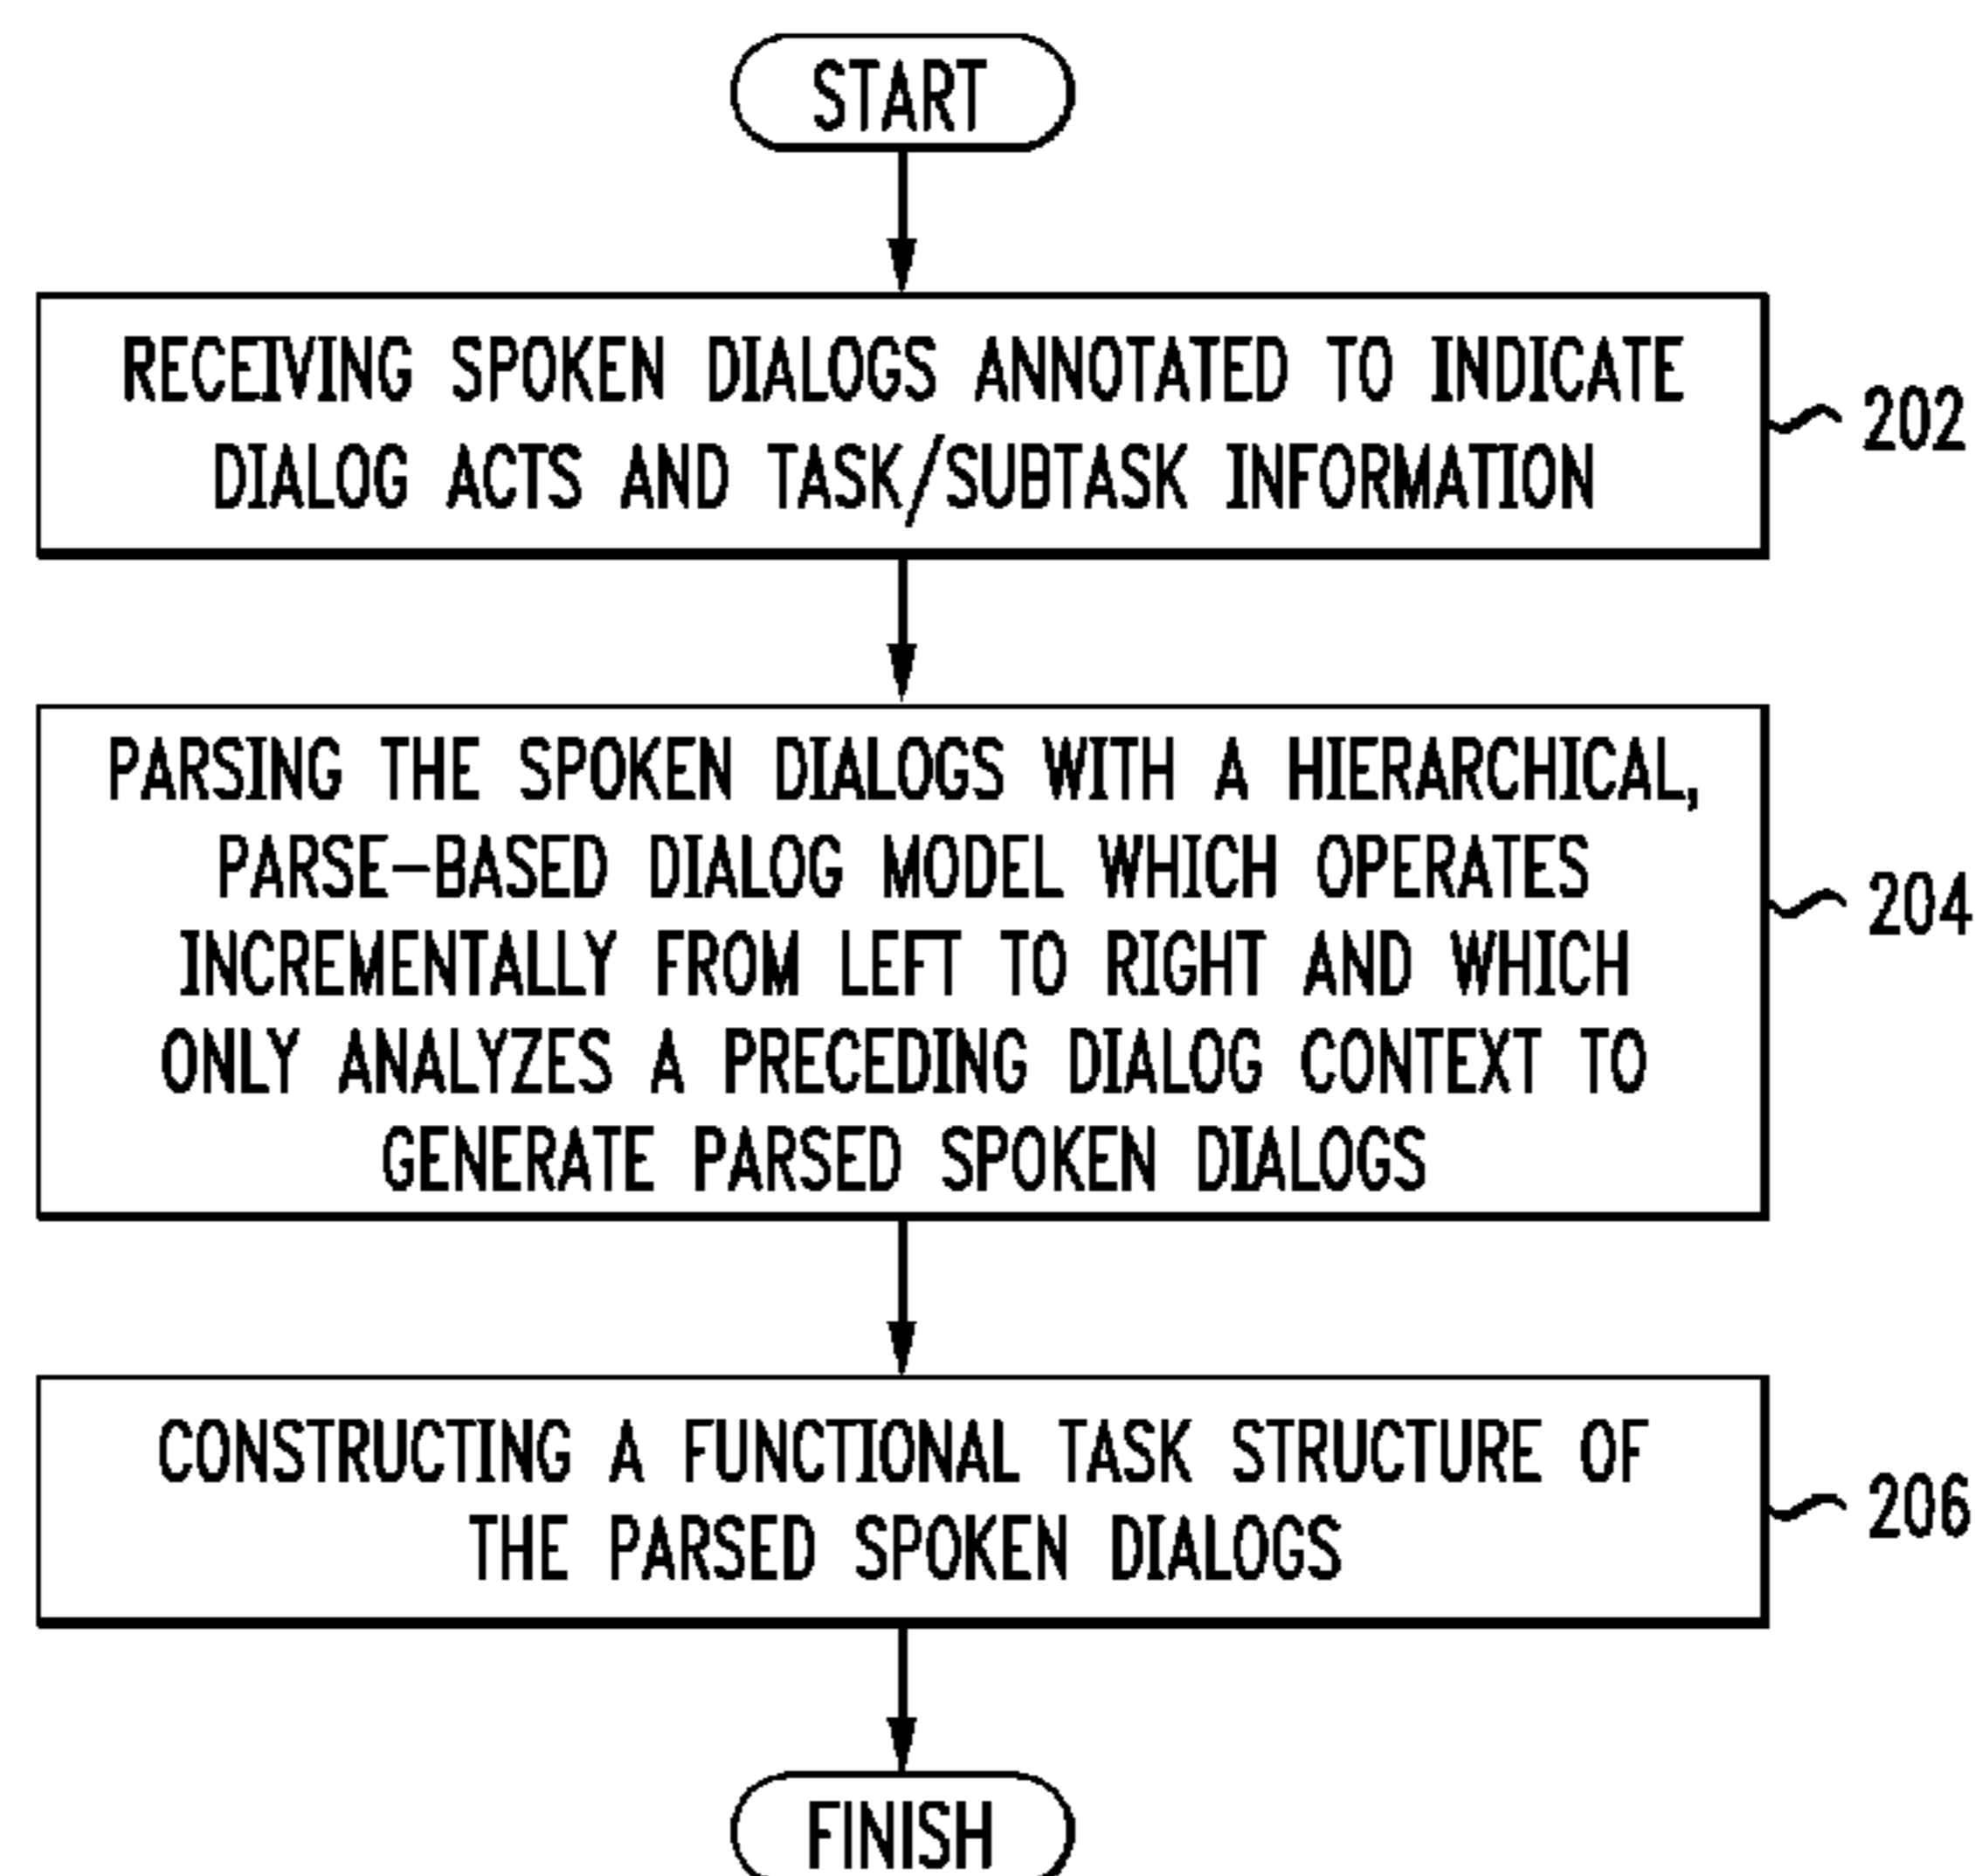 START
RECEIVING SPOKEN DIALOGS ANNOTATED TO INDICATE
DIALOG ACTS AND TASK/SUBTASK INFORMATION
202
PARSING THE SPOKEN DIALOGS WITH A HIERARCHICAL,
PARSE-BASED DIALOG MODEL WHICH OPERATES
INCREMENTALLY FROM LEFT TO RIGHT AND WHICH
ONLY ANALYZES A PRECEDING DIALOG CONTEXT TO
GENERATE PARSED SPOKEN DIALOGS
204
CONSTRUCTING A FUNCTIONAL TASK STRUCTURE OF
THE PARSED SPOKEN DIALOGS
206
FINISH